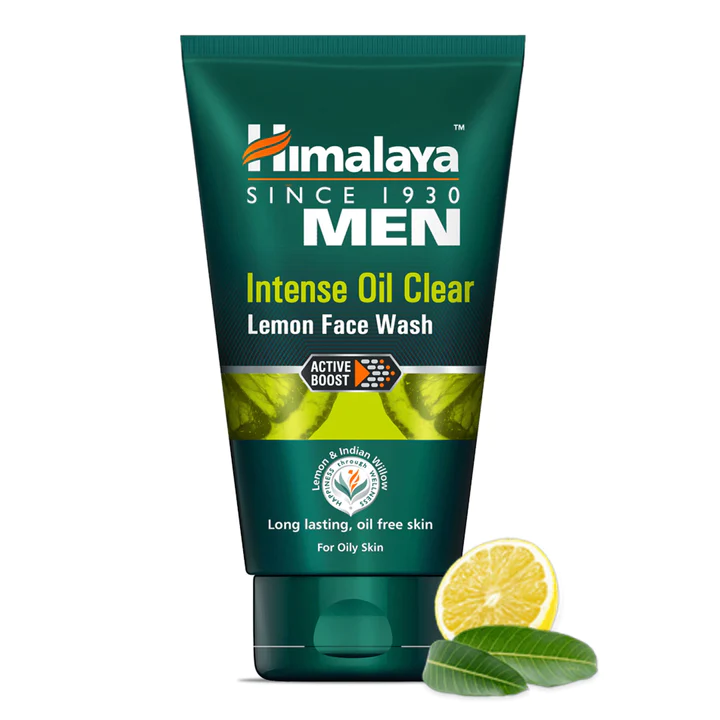 Himalaya™
SINCE 1930
MEN
Intense Oil Clear
Lemon Face Wash
ACTIVE
BOOST
Lemon & Indian Willow
HAPPINESS through WELLNESS
Long lasting, oil free skin
For Oily Skin